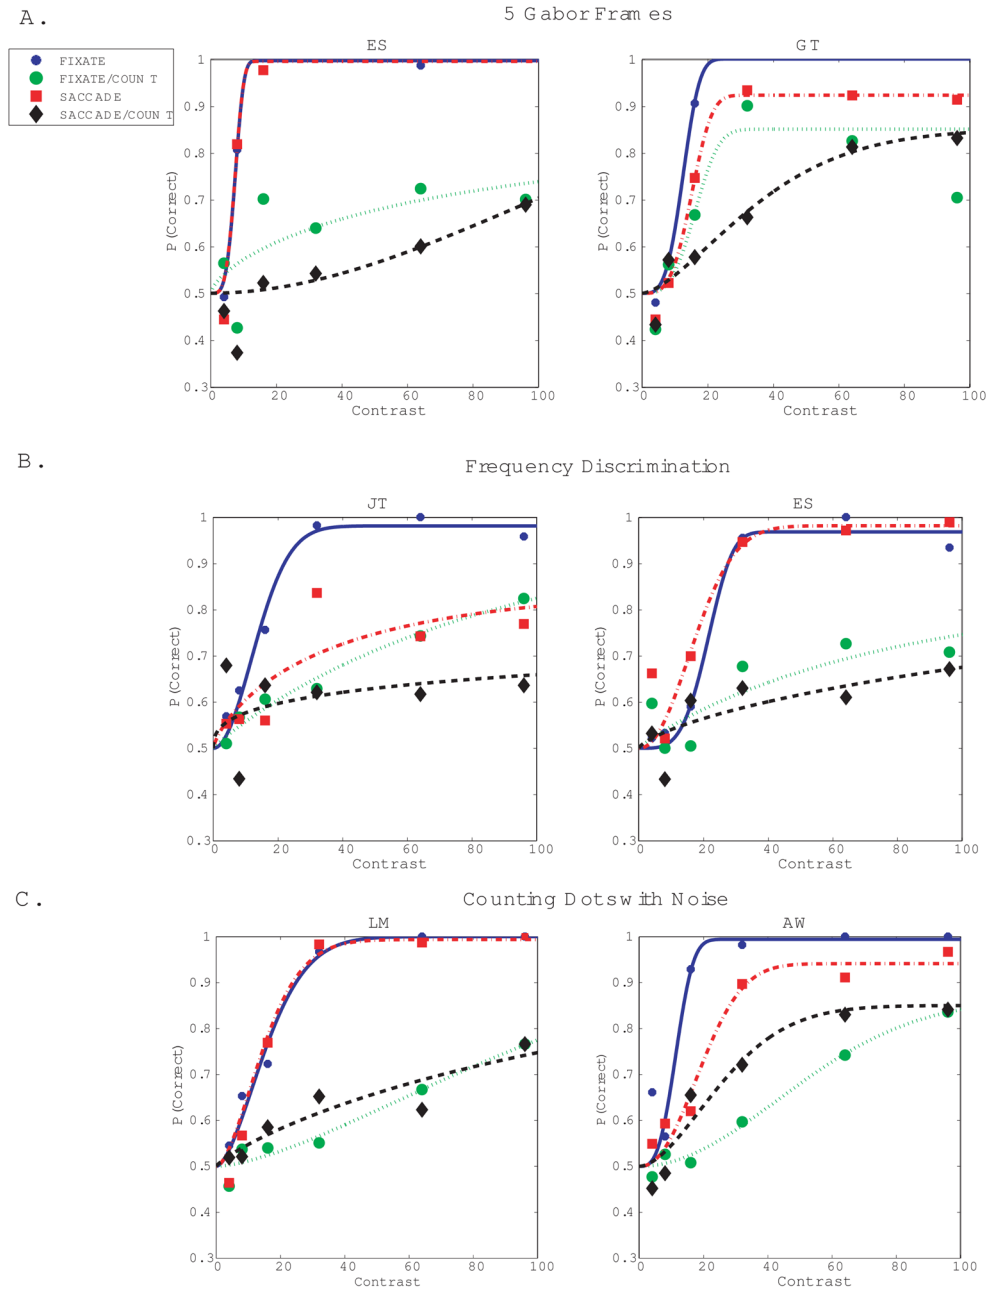 A.
5 Gabor Frames
FIXATE
FIXATE/COUNT
SACCADE
SACCADE/COUNT
ES
P (Correct)
1
0.9
0.8
0.7
0.6
0.5
0.4
0.3
0 20 40 60 80 100
Contrast
GT
P (Correct)
1
0.9
0.8
0.7
0.6
0.5
0.4
0.3
0 20 40 60 80 100
Contrast
B.
Frequency Discrimination
JT
P (Correct)
1
0.9
0.8
0.7
0.6
0.5
0.4
0.3
0 20 40 60 80 100
Contrast
ES
P (Correct)
1
0.9
0.8
0.7
0.6
0.5
0.4
0.3
0 20 40 60 80 100
Contrast
C.
Counting Dots with Noise
LM
P (Correct)
1
0.9
0.8
0.7
0.6
0.5
0.4
0.3
0 20 40 60 80 100
Contrast
AW
P (Correct)
1
0.9
0.8
0.7
0.6
0.5
0.4
0.3
0 20 40 60 80 100
Contrast